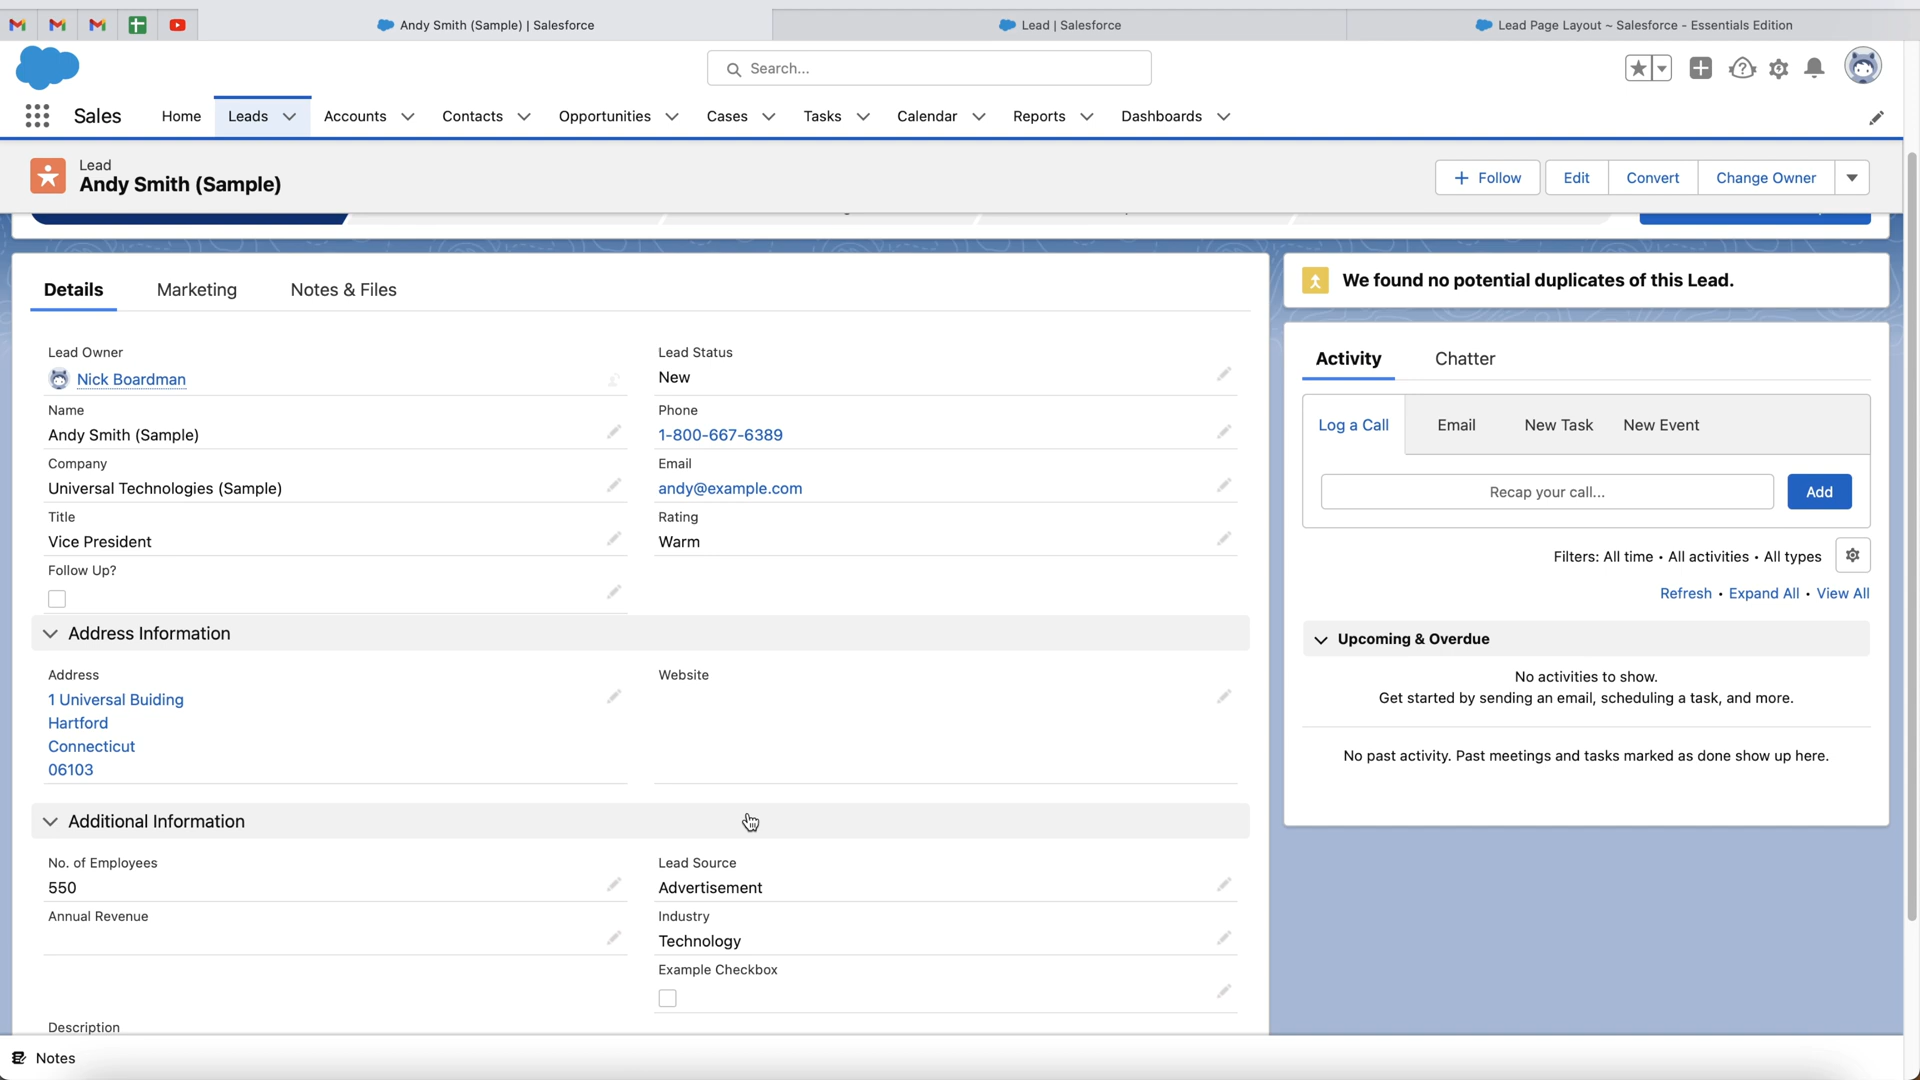 Andy Smith (Sample) | Salesforce
Lead | Salesforce
Lead Page Layout ~ Salesforce - Essentials Edition
Search...
Sales
Home
Leads
Accounts
Contacts
Opportunities
Cases
Tasks
Calendar
Reports
Dashboards
Lead
Andy Smith (Sample)
Follow
Edit
Convert
Change Owner
Details
Marketing
Notes & Files
Lead Owner
Nick Boardman
Lead Status
New
Name
Andy Smith (Sample)
Phone
1-800-667-6389
Company
Universal Technologies (Sample)
Email
andy@example.com
Title
Vice President
Rating
Warm
Follow Up?
Address Information
Address
1 Universal Buiding
Hartford
Connecticut
06103
Website
Additional Information
No. of Employees
550
Lead Source
Advertisement
Annual Revenue
Industry
Technology
Example Checkbox
Description
We found no potential duplicates of this Lead.
Activity
Chatter
Log a Call
Email
New Task
New Event
Recap your call...
Add
Filters: All time • All activities • All types
Refresh • Expand All • View All
Upcoming & Overdue
No activities to show.
Get started by sending an email, scheduling a task, and more.
No past activity. Past meetings and tasks marked as done show up here.
Notes